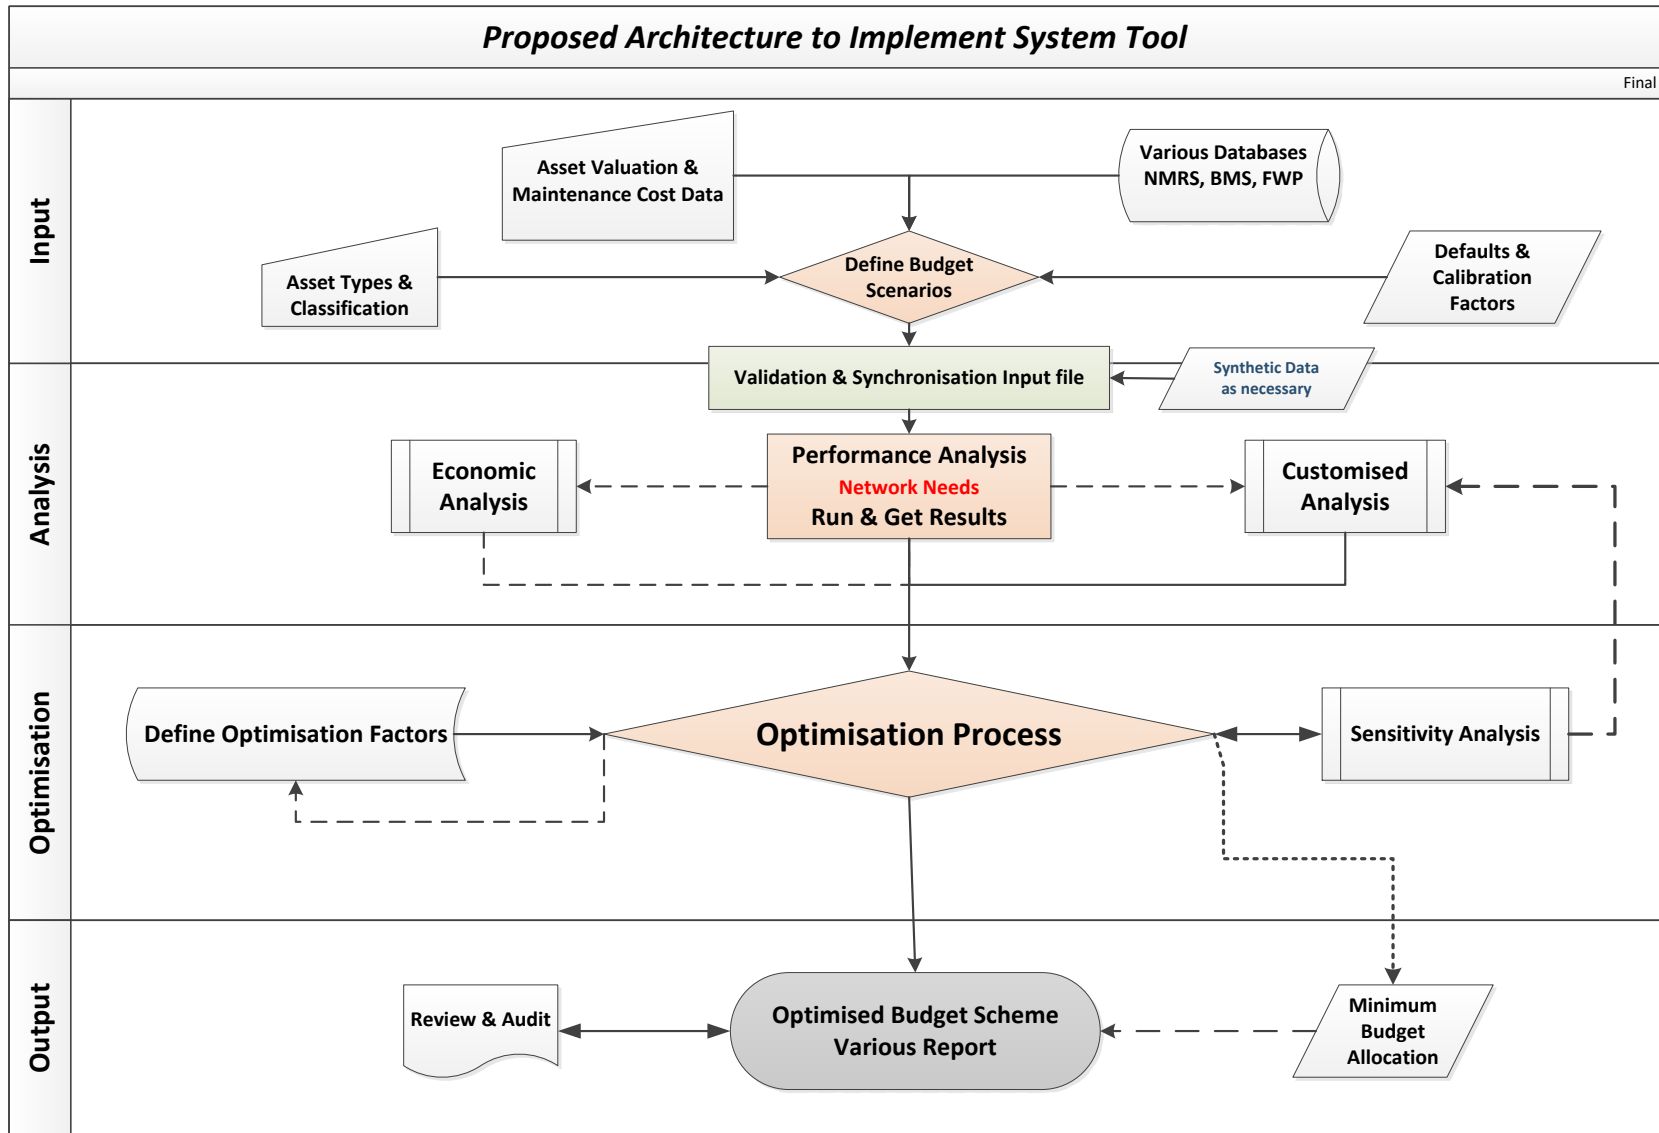 Proposed Architecture to Implement System Tool
Final
Input
Asset Valuation &
Maintenance Cost Data
Various Databases
NMRS, BMS, FWP
Asset Types &
Classification
Define Budget
Scenarios
Defaults &
Calibration
Factors
Analysis
Validation & Synchronisation Input file
Synthetic Data
as necessary
Economic
Analysis
Performance Analysis
Network Needs
Run & Get Results
Customised
Analysis
Optimisation
Define Optimisation Factors
Optimisation Process
Sensitivity Analysis
Output
Review & Audit
Optimised Budget Scheme
Various Report
Minimum
Budget
Allocation